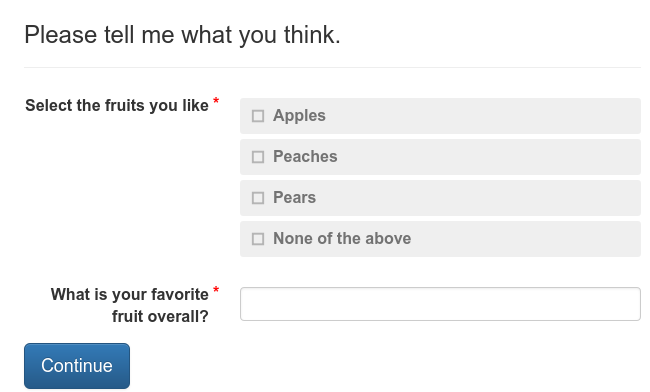 Please tell me what you think.
Select the fruits you like *
Apples
Peaches
Pears
None of the above
What is your favorite *
fruit overall?
Continue